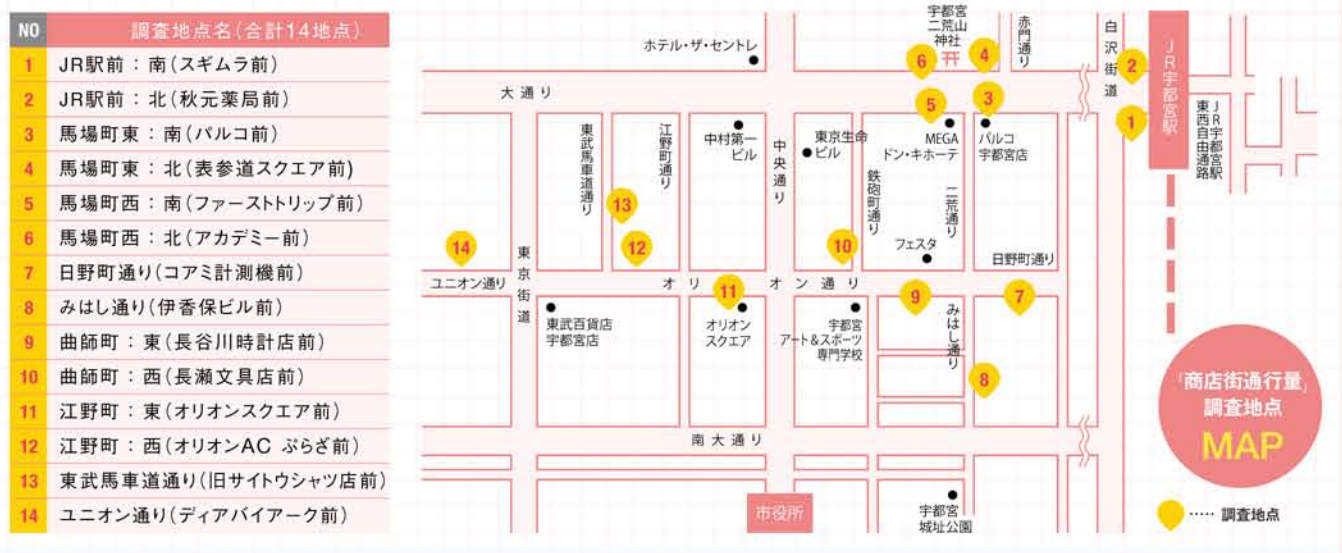 NO 調査地点名(合計14地点)
1 JR駅前:南(スギムラ前)
2 JR駅前:北(秋元薬局前)
3 馬場町東:南(パルコ前)
4 馬場町東:北(表参道スクエア前)
5 馬場町西:南(ファーストトリップ前)
6 馬場町西:北(アカデミー前)
7 日野町通り(コアミ計測機前)
8 みはし通り(伊香保ビル前)
9 曲師町:東(長谷川時計店前)
10 曲師町:西(長瀬文具店前)
11 江野町:東(オリオンスクエア前)
12 江野町:西(オリオンAC ぷらざ前)
13 東武馬車道通り(旧サイトウシャツ店前)
14 ユニオン通り(ディアバイアーク前)
ホテル・ザ・セントレ
宇都宮
二荒山
神社
赤門通り
白沢街道
JR宇都宮駅
JR宇都宮駅
東西自由通路
6
4
2
大通り
5
3
1
東武馬車道通り
江野町通り
中村第一
ビル
中央通り
東京生命
ビル
MEGA
ドン・キホーテ
パルコ
宇都宮店
鉄砲町通り
二荒通り
13
14
12
10
フェスタ
日野町通り
ユニオン通り
東京街道
オリオン通り
11
9
7
東武百貨店
宇都宮店
オリオン
スクエア
宇都宮
アート&スポーツ
専門学校
みはし通り
8
南大通り
市役所
宇都宮
城址公園
「商店街通行量」
調査地点
MAP
…… 調査地点